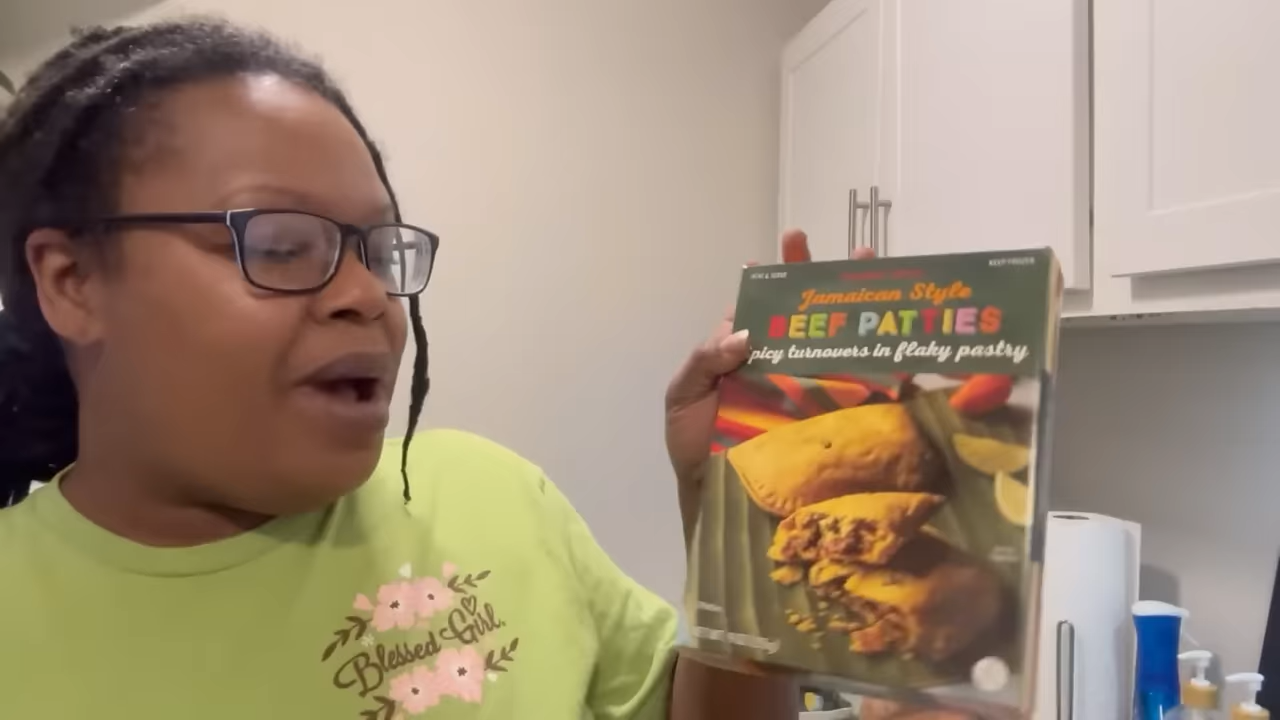 KEEP FROZEN
Jamaican Style
BEEF PATTIES
picy turnovers in flaky pastry
Blessed Girl